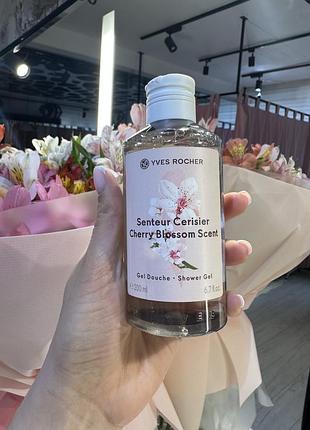 YVES ROCHER
Senteur Cerisier
Cherry Blossom Scent
Gel Douche - Shower Gel
℮ 200 ml 6.7 fl.oz.